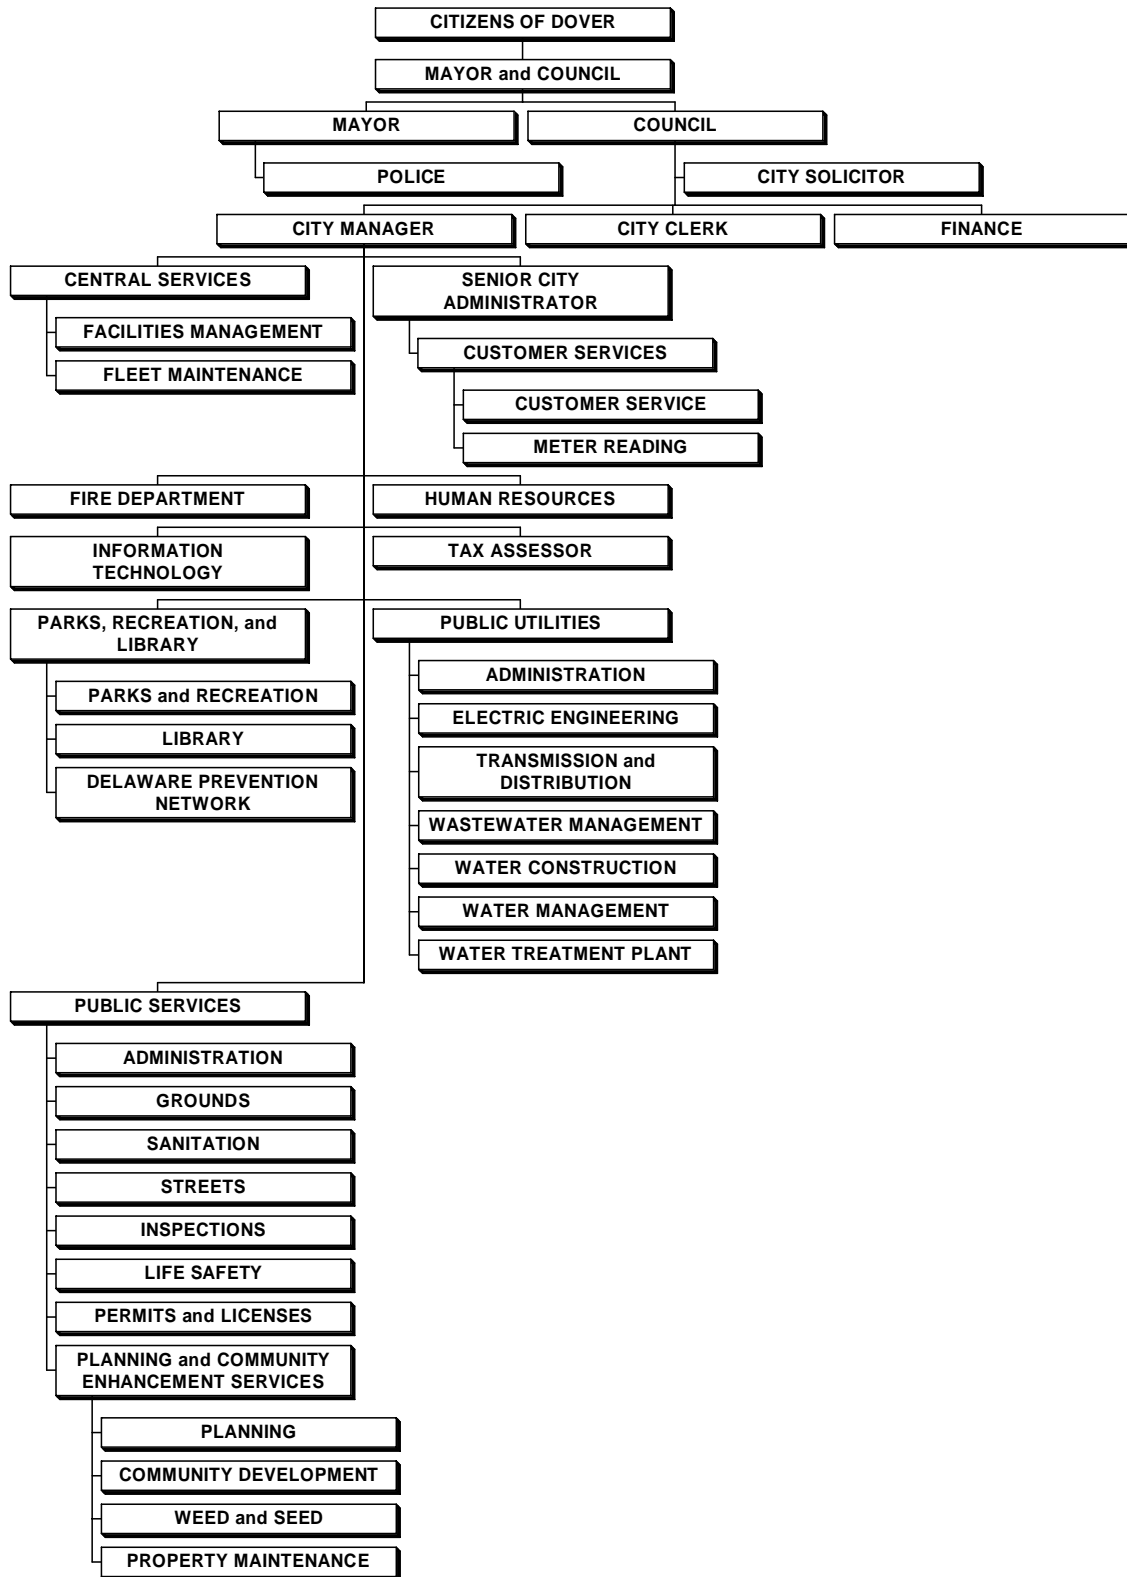 CITIZENS OF DOVER
MAYOR and COUNCIL
MAYOR
COUNCIL
POLICE
CITY SOLICITOR
CITY MANAGER
CITY CLERK
FINANCE
CENTRAL SERVICES
SENIOR CITY
ADMINISTRATOR
FACILITIES MANAGEMENT
FLEET MAINTENANCE
CUSTOMER SERVICES
CUSTOMER SERVICE
METER READING
FIRE DEPARTMENT
HUMAN RESOURCES
INFORMATION
TECHNOLOGY
TAX ASSESSOR
PARKS, RECREATION, and
LIBRARY
PARKS and RECREATION
LIBRARY
DELAWARE PREVENTION
NETWORK
PUBLIC UTILITIES
ADMINISTRATION
ELECTRIC ENGINEERING
TRANSMISSION and
DISTRIBUTION
WASTEWATER MANAGEMENT
WATER CONSTRUCTION
WATER MANAGEMENT
WATER TREATMENT PLANT
PUBLIC SERVICES
ADMINISTRATION
GROUNDS
SANITATION
STREETS
INSPECTIONS
LIFE SAFETY
PERMITS and LICENSES
PLANNING and COMMUNITY
ENHANCEMENT SERVICES
PLANNING
COMMUNITY DEVELOPMENT
WEED and SEED
PROPERTY MAINTENANCE